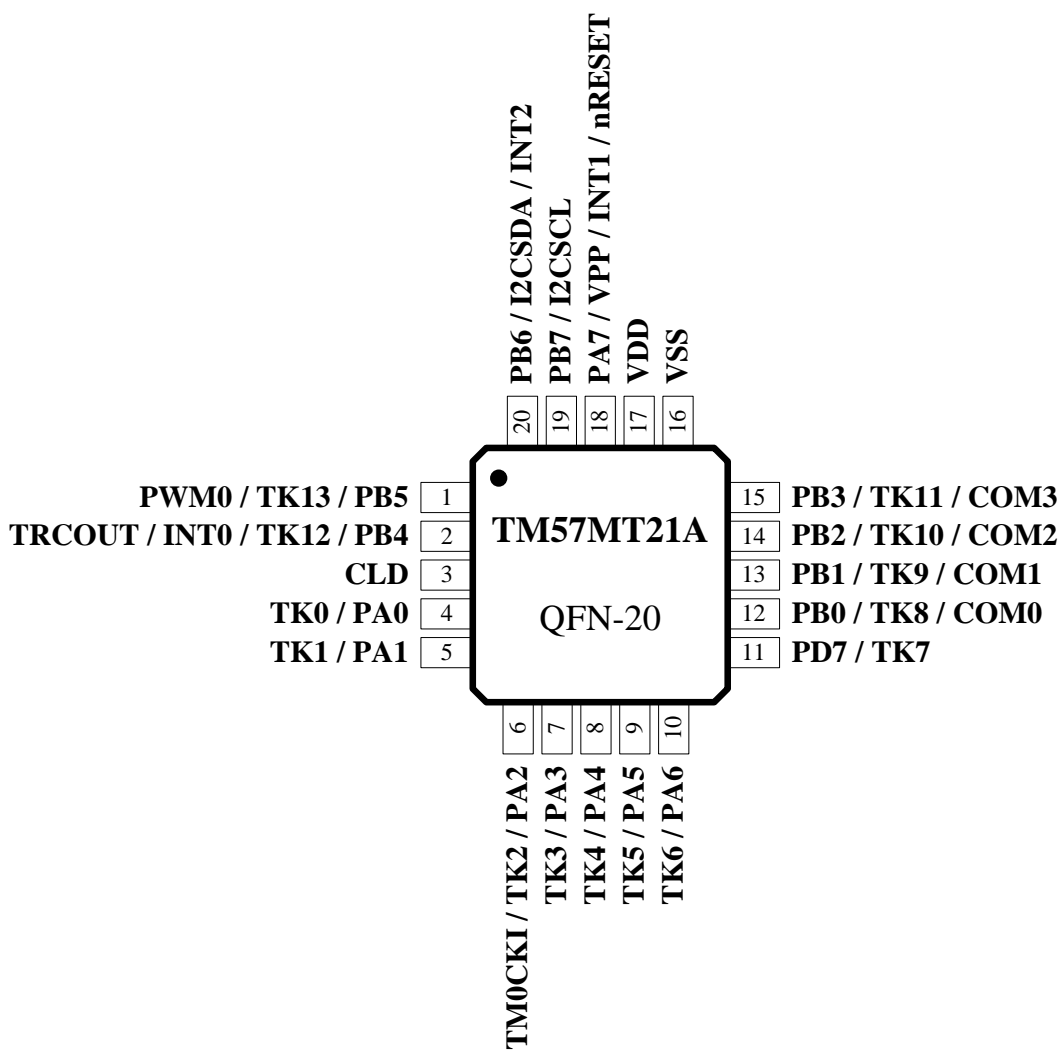 PB6 / I2CSDA / INT2
PB7 / I2CSCL
PA7 / VPP / INT1 / nRESET
VDD
VSS
20
19
18
17
16
PWM0 / TK13 / PB5 1
TRCOUT / INT0 / TK12 / PB4 2
CLD 3
TK0 / PA0 4
TK1 / PA1 5
TM57MT21A
QFN-20
15 PB3 / TK11 / COM3
14 PB2 / TK10 / COM2
13 PB1 / TK9 / COM1
12 PB0 / TK8 / COM0
11 PD7 / TK7
6
7
8
9
10
TM0CKI / TK2 / PA2
TK3 / PA3
TK4 / PA4
TK5 / PA5
TK6 / PA6